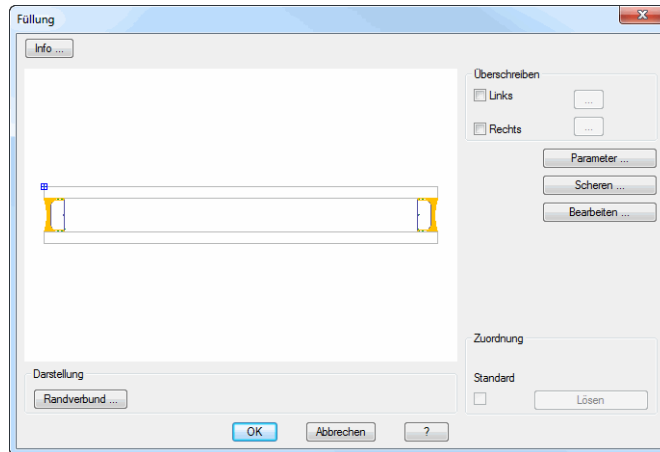 Füllung
Info ...
Überschreiben
Links
...
Rechts
...
Parameter ...
Scheren ...
Bearbeiten ...
Zuordnung
Standard
Lösen
Darstellung
Randverbund ...
OK
Abbrechen
?